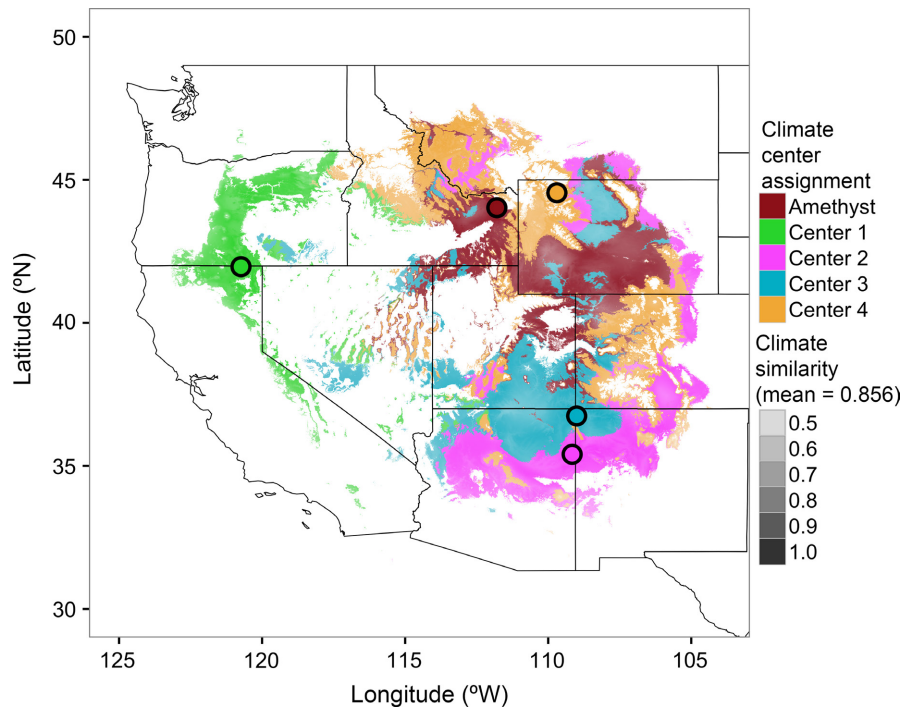 50
45
40
35
30
Latitude (ºN)
125
120
115
110
105
Longitude (ºW)
Climate
center
assignment
Amethyst
Center 1
Center 2
Center 3
Center 4
Climate
similarity
(mean = 0.856)
0.5
0.6
0.7
0.8
0.9
1.0